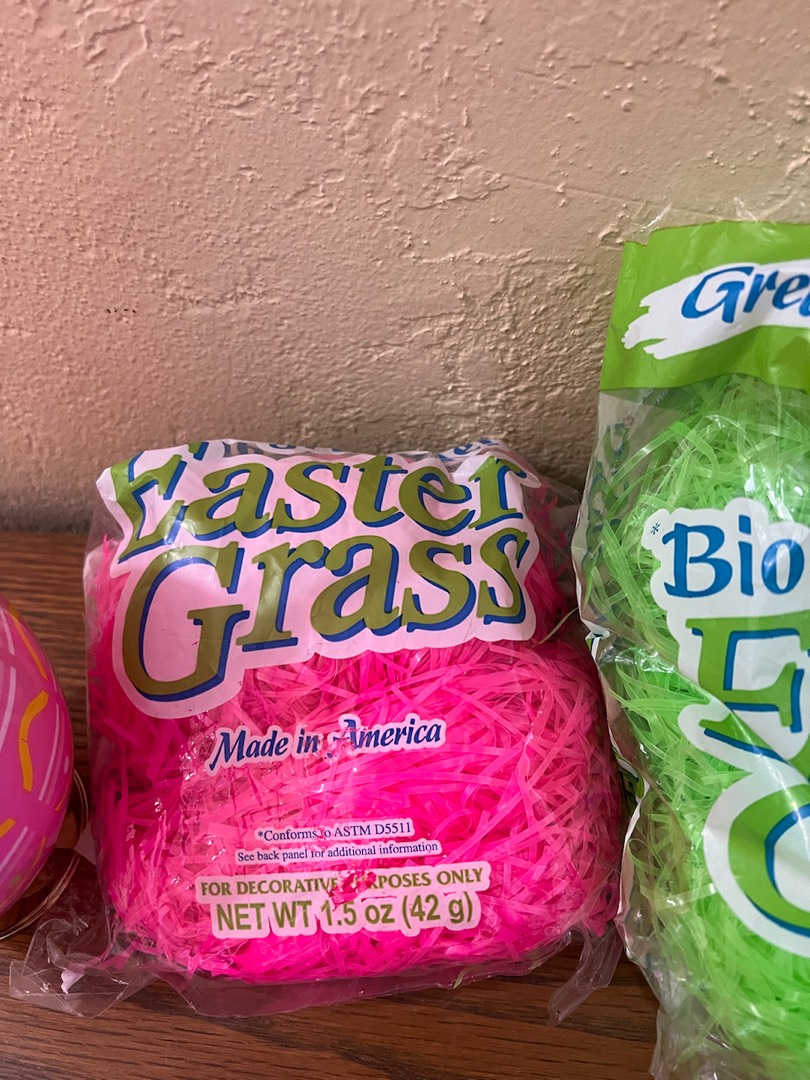 Easter
Grass
Made in America
*Conforms to ASTM D5511
See back panel for additional information
FOR DECORATIVE PURPOSES ONLY
NET WT 1.5 oz (42 g)
Gre
*Bio
E
G